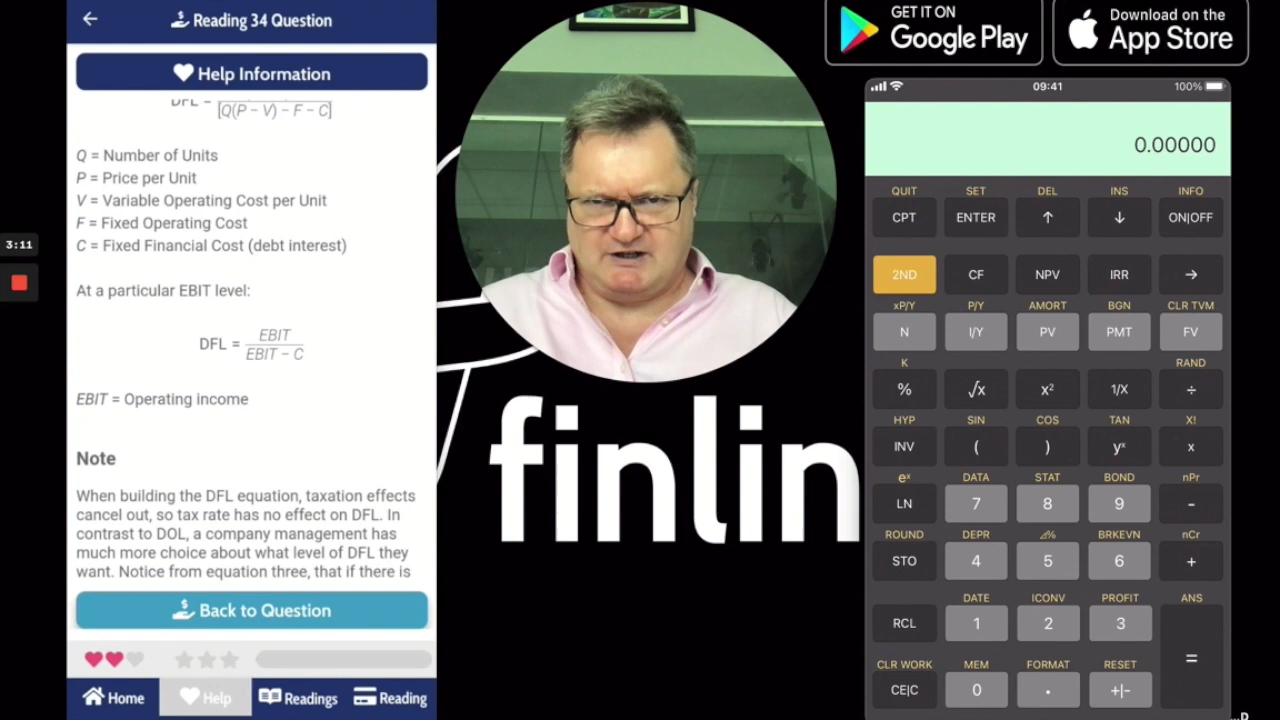 Reading 34 Question
Help Information
DFL =
[Q(P − V) − F − C]
Q = Number of Units
P = Price per Unit
V = Variable Operating Cost per Unit
F = Fixed Operating Cost
C = Fixed Financial Cost (debt interest)
At a particular EBIT level:
DFL = EBIT
EBIT − C
EBIT = Operating income
Note
When building the DFL equation, taxation effects
cancel out, so tax rate has no effect on DFL. In
contrast to DOL, a company management has
much more choice about what level of DFL they
want. Notice from equation three, that if there is
Back to Question
Home Help Readings Reading
3:11
finlin
GET IT ON
Google Play
Download on the
App Store
09:41 100%
0.00000
QUIT SET DEL INS INFO
CPT ENTER ↑ ↓ ON|OFF
2ND CF NPV IRR →
xP/Y P/Y AMORT BGN CLR TVM
N I/Y PV PMT FV
K RAND
% √x x² 1/X ÷
HYP SIN COS TAN X!
INV ( ) yˣ x
eˣ DATA STAT BOND nPr
LN 7 8 9 -
ROUND DEPR ⊿% BRKEVN nCr
STO 4 5 6 +
DATE ICONV PROFIT ANS
RCL 1 2 3 =
CLR WORK MEM FORMAT RESET
CE|C 0 . +|-